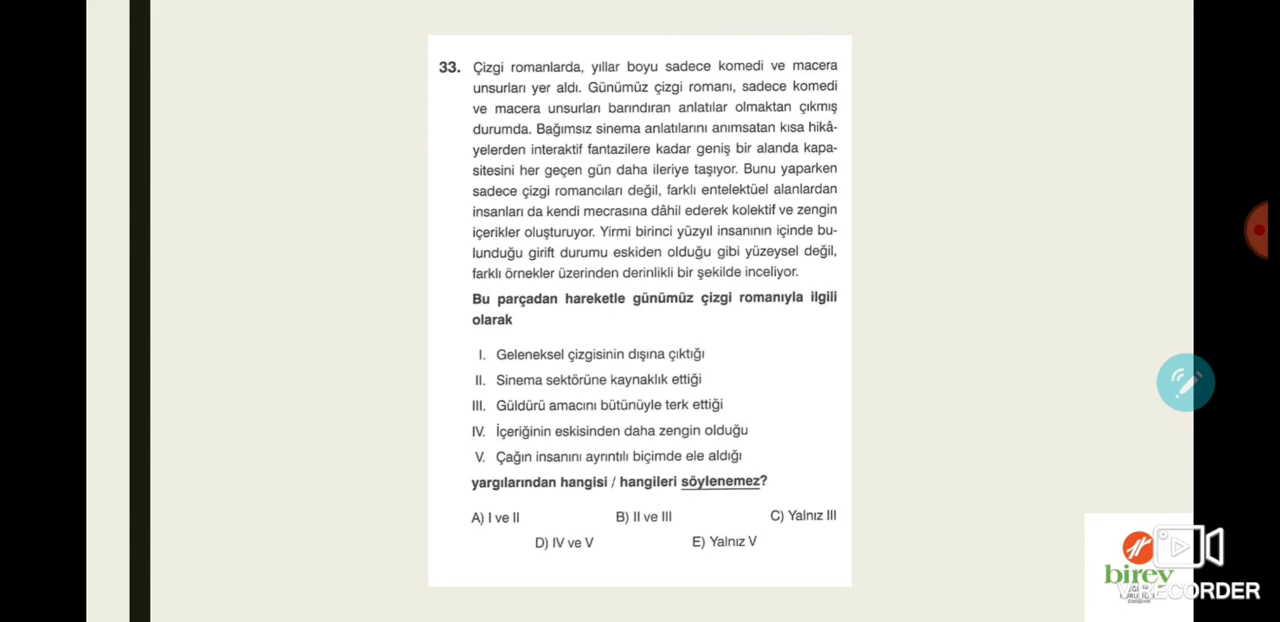 33. Çizgi romanlarda, yıllar boyu sadece komedi ve macera
unsurları yer aldı. Günümüz çizgi romanı, sadece komedi
ve macera unsurları barındıran anlatılar olmaktan çıkmış
durumda. Bağımsız sinema anlatılarını anımsatan kısa hikâ-
yelerden interaktif fantazilere kadar geniş bir alanda kapa-
sitesini her geçen gün daha ileriye taşıyor. Bunu yaparken
sadece çizgi romancıları değil, farklı entelektüel alanlardan
insanları da kendi mecrasına dâhil ederek kolektif ve zengin
içerikler oluşturuyor. Yirmi birinci yüzyıl insanının içinde bu-
lunduğu girift durumu eskiden olduğu gibi yüzeysel değil,
farklı örnekler üzerinden derinlikli bir şekilde inceliyor.
Bu parçadan hareketle günümüz çizgi romanıyla ilgili
olarak
I. Geleneksel çizgisinin dışına çıktığı
II. Sinema sektörüne kaynaklık ettiği
III. Güldürü amacını bütünüyle terk ettiği
IV. İçeriğinin eskisinden daha zengin olduğu
V. Çağın insanını ayrıntılı biçimde ele aldığı
yargılarından hangisi / hangileri söylenemez?
A) I ve II B) II ve III C) Yalnız III
D) IV ve V E) Yalnız V
birey
RECORDER